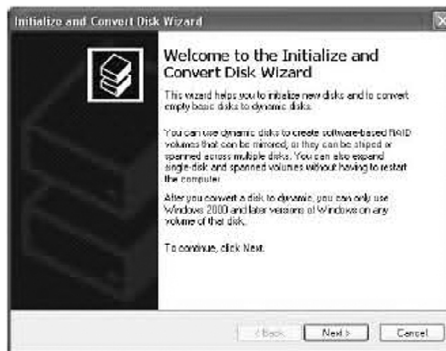 Initialize and Convert Disk Wizard
Welcome to the Initialize and
Convert Disk Wizard
This wizard helps you to initialize new disks and to convert
empty basic disks to dynamic disks.
You can use dynamic disks to create software-based RAID
volumes that can be mirrored, or they can be striped or
spanned across multiple disks. You can also expand
single-disk and spanned volumes without having to restart
the computer.
After you convert a disk to dynamic, you can only use
Windows 2000 and later versions of Windows on any
volume of that disk.
To continue, click Next.
< Back
Next >
Cancel